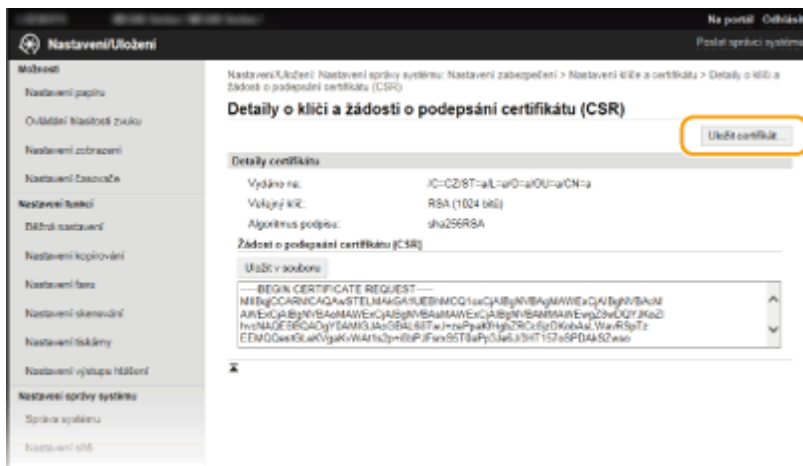 Na portál Odhlásit
Nastavení/Uložení
Poslat správci systému
Možnosti
Nastavení papíru
Ovládání hlasitosti zvuku
Nastavení zobrazení
Nastavení časovače
Nastavení funkcí
Běžná nastavení
Nastavení kopírování
Nastavení faxu
Nastavení skenování
Nastavení tiskárny
Nastavení výstupu hlášení
Nastavení správy systému
Správa systému
Nastavení sítě
Nastavení/Uložení: Nastavení správy systému: Nastavení zabezpečení > Nastavení klíče a certifikátu > Detaily o klíči a
žádosti o podepsání certifikátu (CSR)
Detaily o klíči a žádosti o podepsání certifikátu (CSR)
Uložit certifikát...
Detaily certifikátu
Vydáno na: /C=CZ/ST=a/L=a/O=a/OU=a/CN=a
Veřejný klíč: RSA (1024 bitů)
Algoritmus podpisu: sha256RSA
Žádost o podepsání certifikátu (CSR)
Uložit v souboru
-----BEGIN CERTIFICATE REQUEST-----